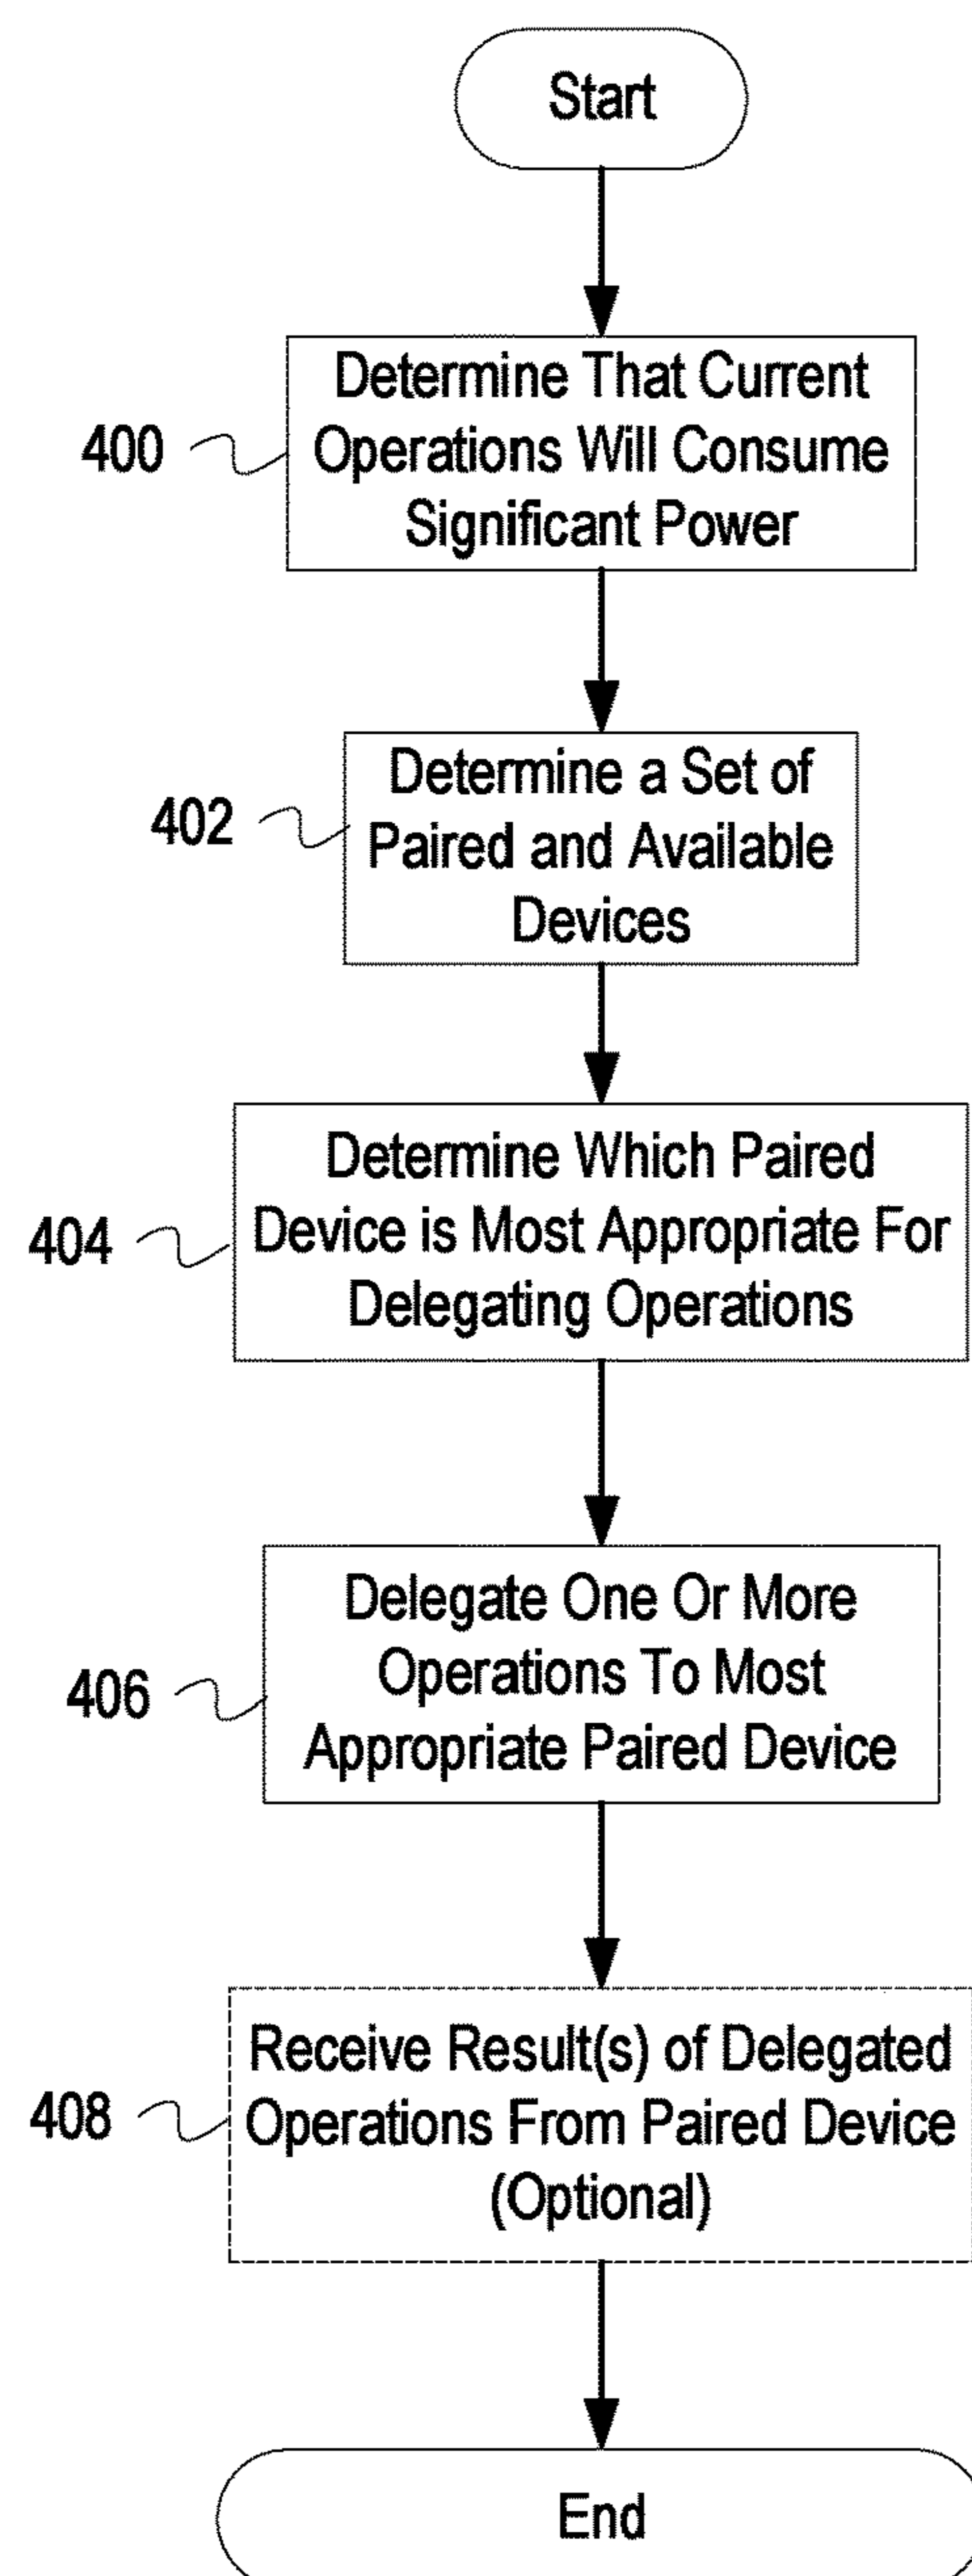 Start
Determine That Current
400
Operations Will Consume
Significant Power
Determine a Set of
402
Paired and Available
Devices
Determine Which Paired
404
Device is Most Appropriate For
Delegating Operations
Delegate One Or More
406
Operations To Most
Appropriate Paired Device
Receive Result(s) of Delegated
408
Operations From Paired Device
(Optional)
End